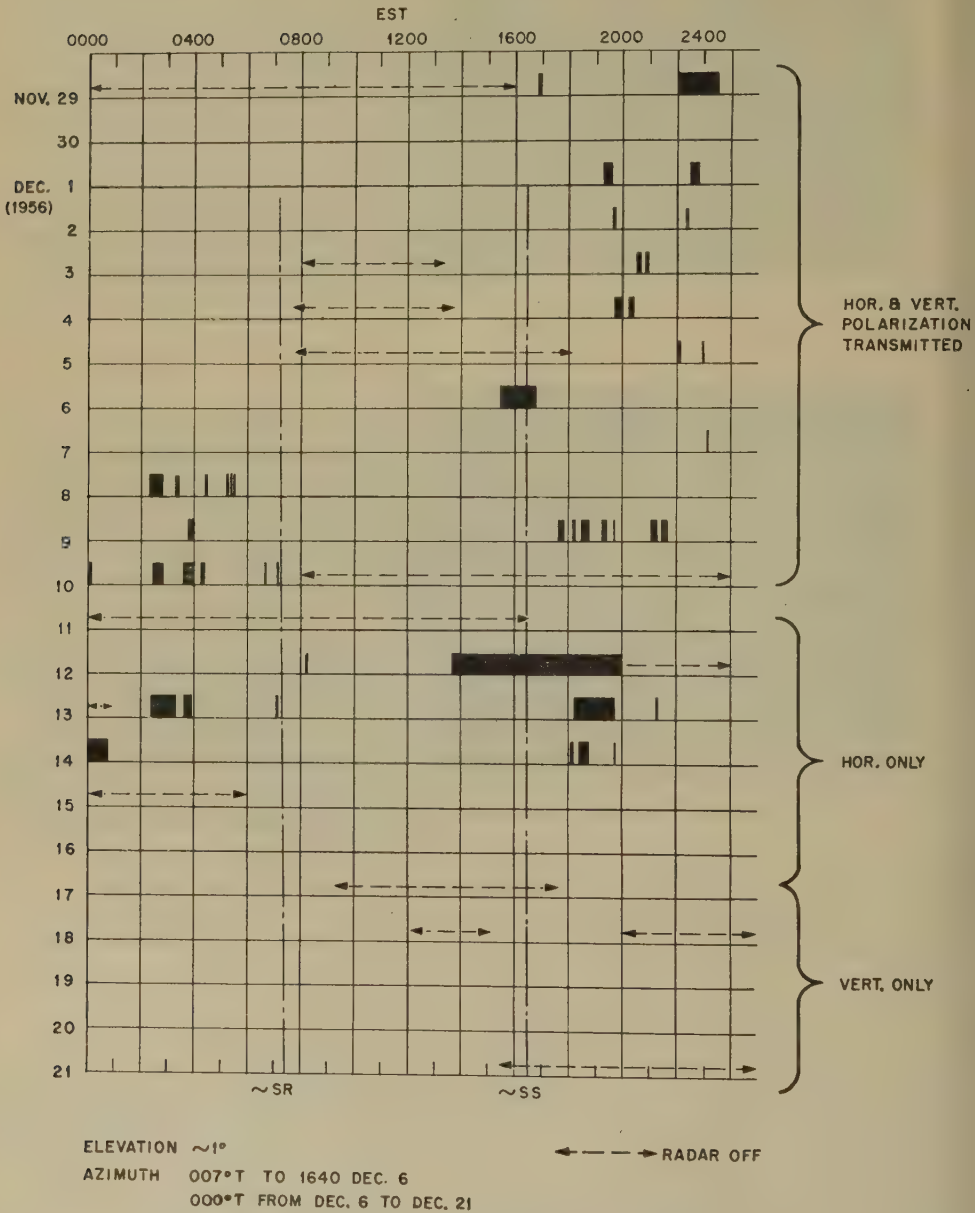 EST
0000 0400 0800 1200 1600 2000 2400
NOV. 29
30
DEC. 1
(1956)
2
3
4
5
6
7
8
9
10
11
12
13
14
15
16
17
18
19
20
21
HOR. & VERT.
POLARIZATION
TRANSMITTED
HOR. ONLY
VERT. ONLY
~SR ~SS
ELEVATION ~1°
RADAR OFF
AZIMUTH 007°T TO 1640 DEC. 6
000°T FROM DEC. 6 TO DEC. 21